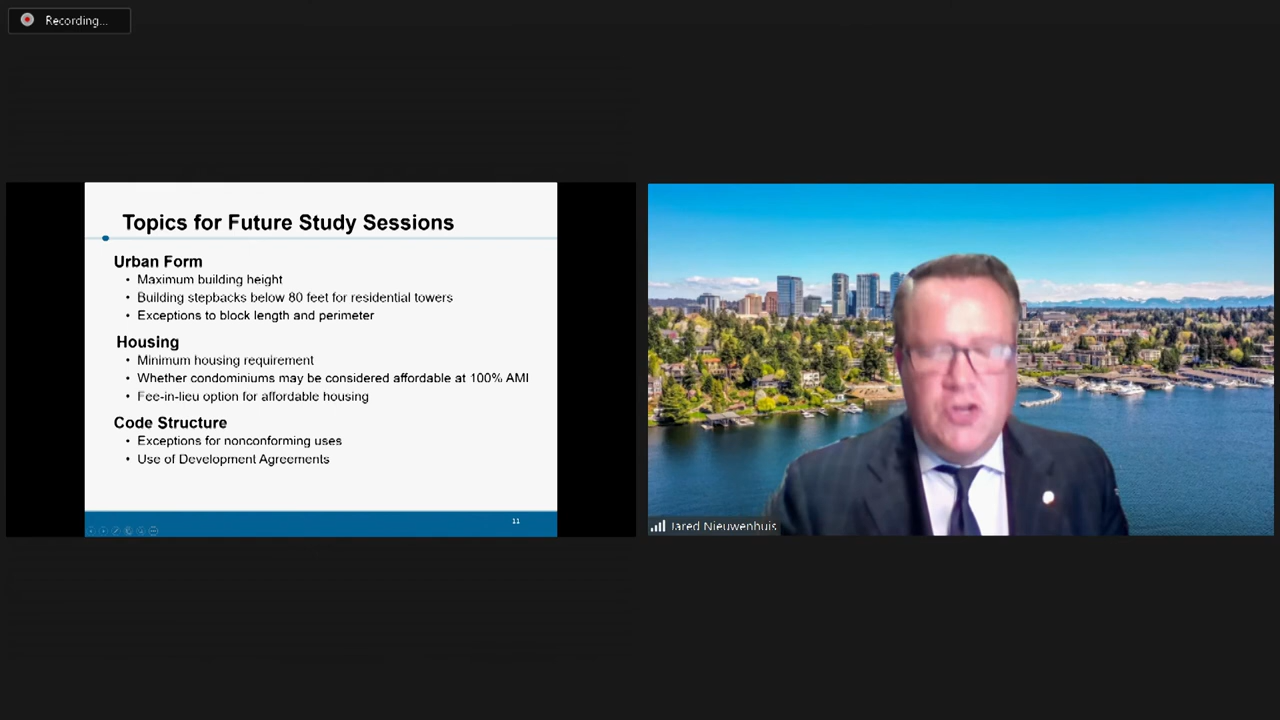 Recording...
Topics for Future Study Sessions
Urban Form
• Maximum building height
• Building stepbacks below 80 feet for residential towers
• Exceptions to block length and perimeter
Housing
• Minimum housing requirement
• Whether condominiums may be considered affordable at 100% AMI
• Fee-in-lieu option for affordable housing
Code Structure
• Exceptions for nonconforming uses
• Use of Development Agreements
11
Jared Nieuwenhuis